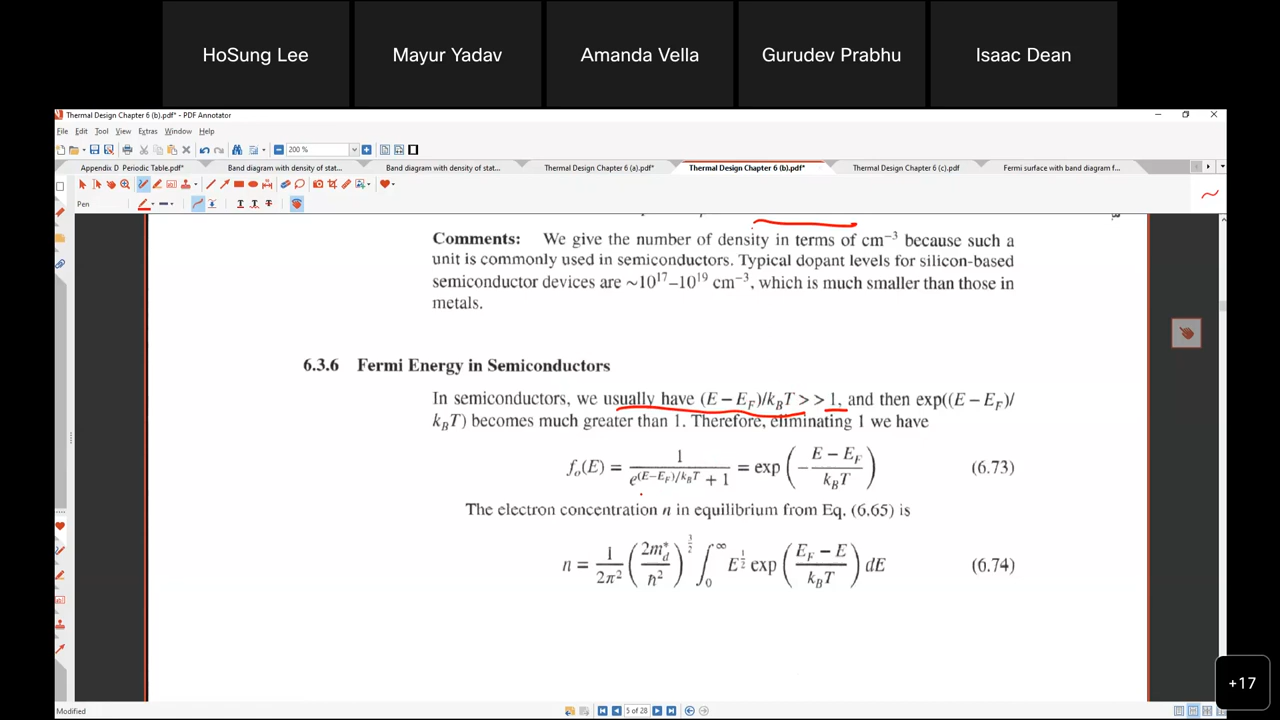 HoSung Lee
Mayur Yadav
Amanda Vella
Gurudev Prabhu
Isaac Dean
Thermal Design Chapter 6 (b).pdf* - PDF Annotator
File Edit Tool View Extras Window Help
200 %
Appendix D Periodic Table.pdf*
Band diagram with density of stat...
Band diagram with density of stat...
Thermal Design Chapter 6 (a).pdf*
Thermal Design Chapter 6 (b).pdf*
Thermal Design Chapter 6 (c).pdf
Fermi surface with band diagram f...
Pen
Comments: We give the number of density in terms of cm⁻³ because such a
unit is commonly used in semiconductors. Typical dopant levels for silicon-based
semiconductor devices are ~10¹⁷–10¹⁹ cm⁻³, which is much smaller than those in
metals.
6.3.6 Fermi Energy in Semiconductors
In semiconductors, we usually have (E − E_F)/k_BT > > 1, and then exp((E − E_F)/
k_BT) becomes much greater than 1. Therefore, eliminating 1 we have
f_o(E) = 1 / (e^{(E−E_F)/k_BT} + 1) = exp (− (E − E_F) / k_BT) (6.73)
The electron concentration n in equilibrium from Eq. (6.65) is
n = 1/2π² (2m*_d / ħ²)^{3/2} ∫₀^∞ E^{1/2} exp ((E_F − E) / k_BT) dE (6.74)
Modified
5 of 28
+17